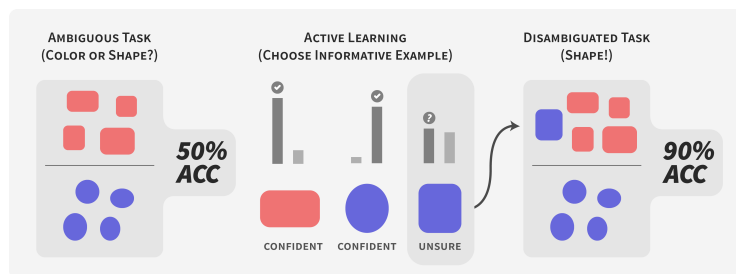 AMBIGUOUS TASK
(COLOR OR SHAPE?)
50%
ACC
ACTIVE LEARNING
(CHOOSE INFORMATIVE EXAMPLE)
?
CONFIDENT
CONFIDENT
UNSURE
DISAMBIGUATED TASK
(SHAPE!)
90%
ACC